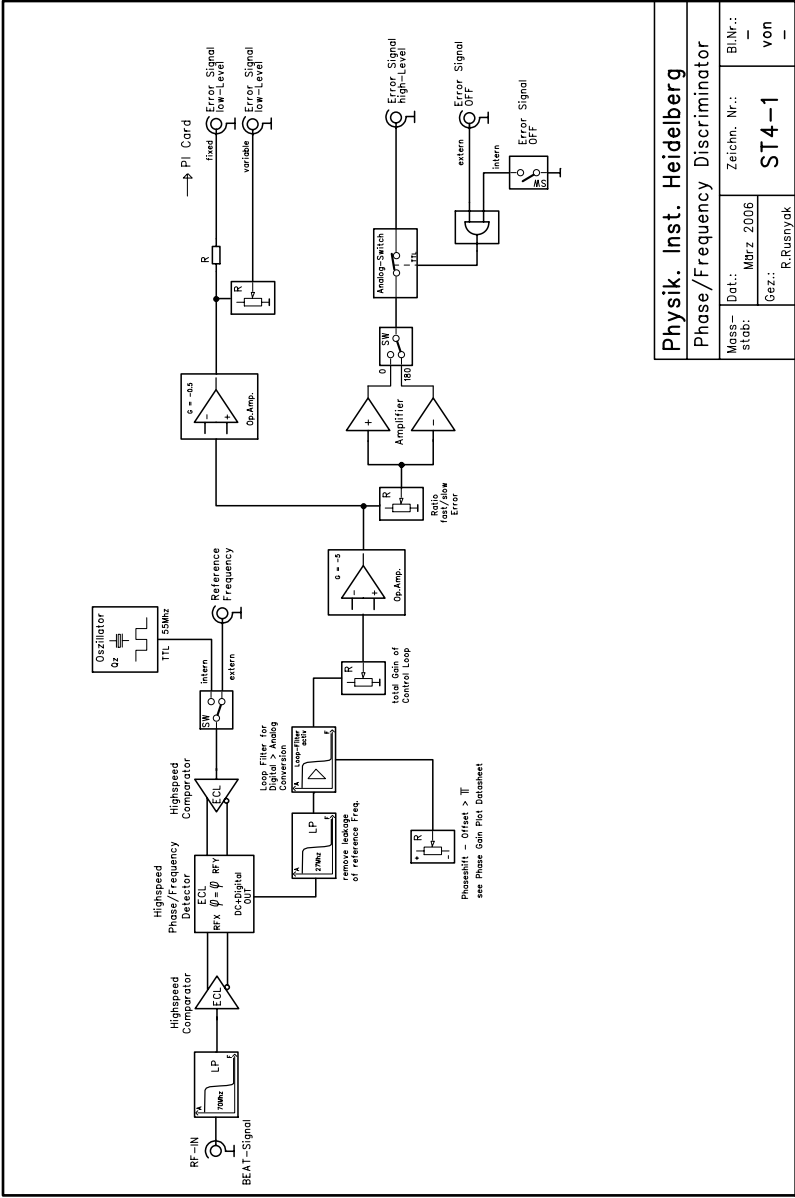 RF-IN
BEAT-Signal
A
70Mhz
LP
F
Highspeed
Comparator
ECL
Highspeed
Phase/Frequency
Detector
ECL
RFX φ=φ RFY
DC+Digital
OUT
Highspeed
Comparator
ECL
SW
intern
extern
Oszillator
Qz
TTL 55Mhz
Reference
Frequency
A
27Mhz
LP
F
remove leakage
of reference Freq.
Loop Filter for
Digital > Analog
Conversion
A
Loop-Filter
activ
F
+
R
-
Phaseshift - Offset > π
see Phase Gain Plot Datasheet
R
total Gain of
Control Loop
G = -5
-
+
Op.Amp.
R
Ratio
fast/slow
Error
G = -0.5
-
+
Op.Amp.
R
R
fixed
variable
→ PI Card
Error Signal
low-Level
Error Signal
low-Level
+
Amplifier
-
0
180
SW
Analog-Switch
TTL
Error Signal
high-Level
extern
Error Signal
OFF
intern
Error Signal
OFF
SW
Physik. Inst. Heidelberg
Phase/Frequency Discriminator
Mass-
stab:
Dat.:
März 2006
Gez.:
R.Rusnyak
Zeichn. Nr.:
ST4-1
Bl.Nr.:
-
von
-